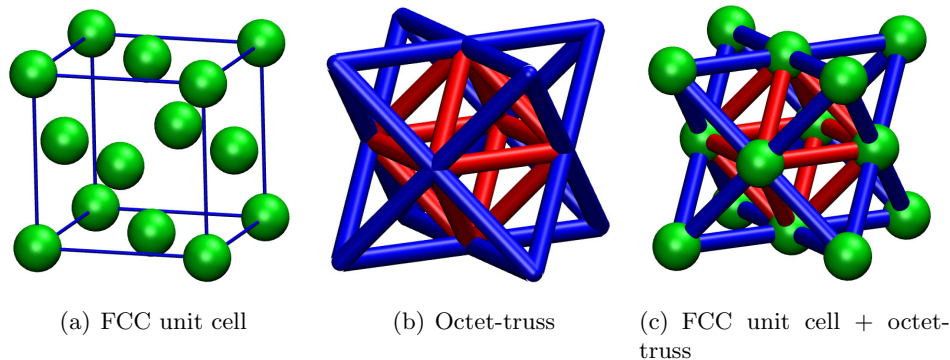 (a) FCC unit cell
(b) Octet-truss
(c) FCC unit cell + octet-
truss